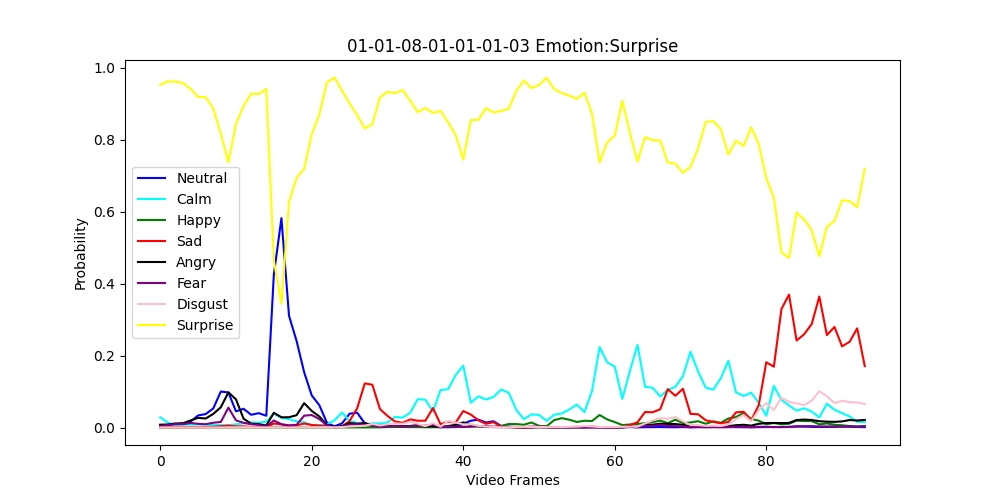 01-01-08-01-01-01-03 Emotion:Surprise
Probability
1.0
0.8
0.6
0.4
0.2
0.0
Neutral
Calm
Happy
Sad
Angry
Fear
Disgust
Surprise
0 20 40 60 80
Video Frames